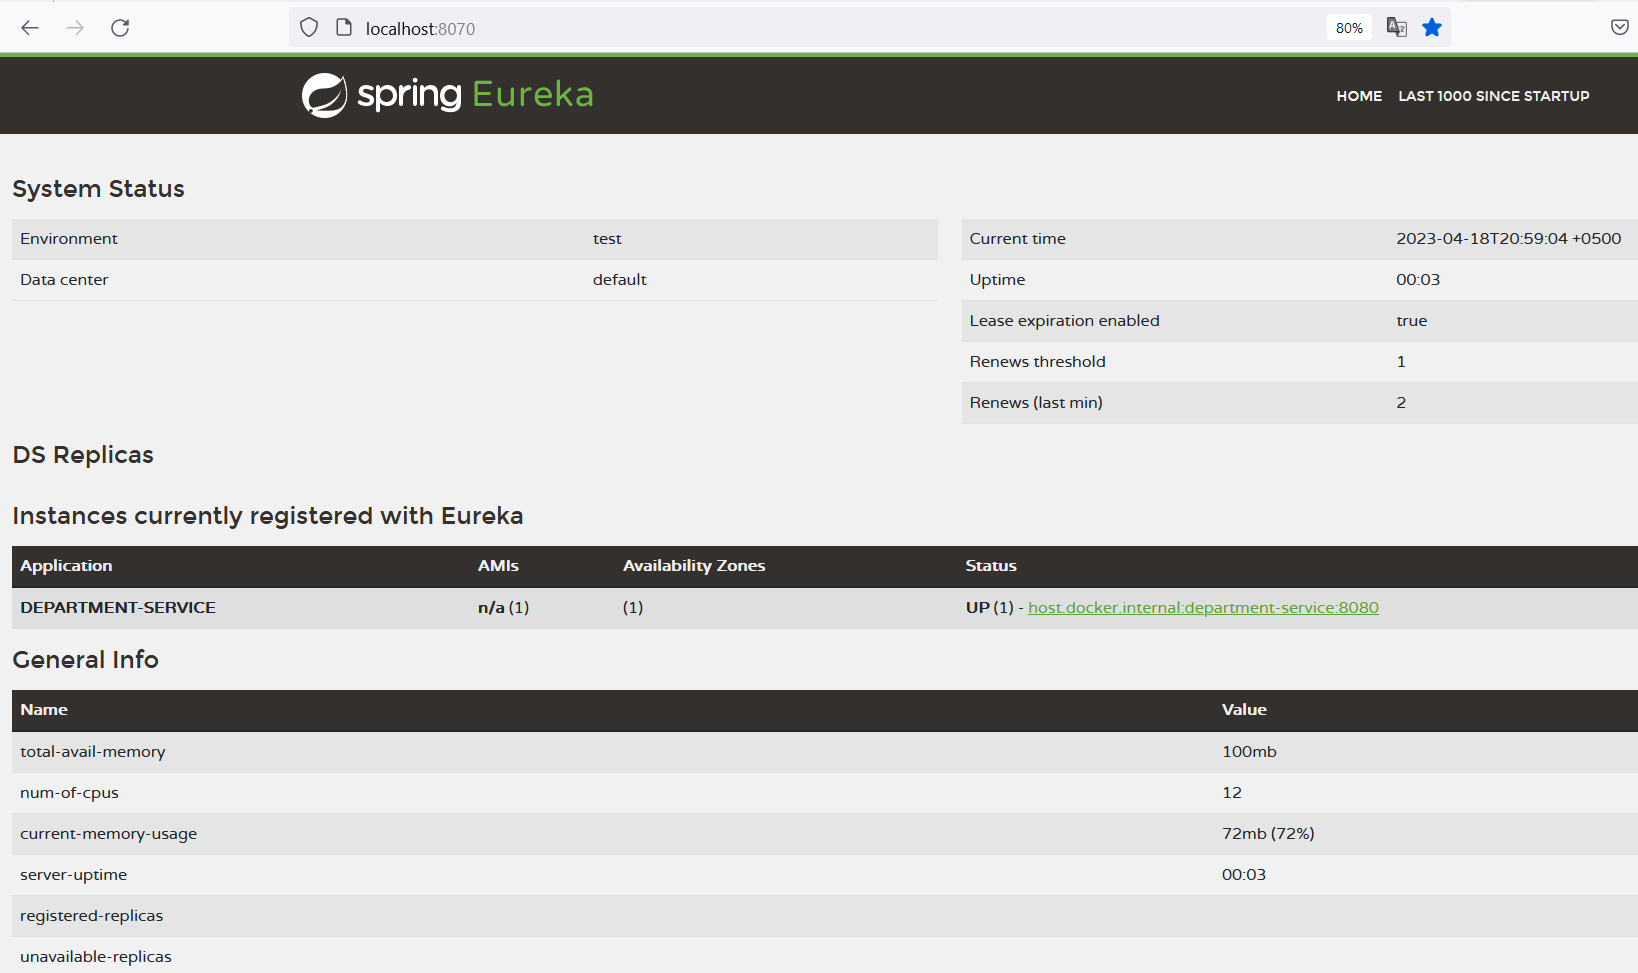 localhost:8070
80%
spring Eureka
HOME LAST 1000 SINCE STARTUP
System Status
Environment test
Data center default
Current time 2023-04-18T20:59:04 +0500
Uptime 00:03
Lease expiration enabled true
Renews threshold 1
Renews (last min) 2
DS Replicas
Instances currently registered with Eureka
Application AMIs Availability Zones Status
DEPARTMENT-SERVICE n/a (1) (1) UP (1) - host.docker.internal:department-service:8080
General Info
Name Value
total-avail-memory 100mb
num-of-cpus 12
current-memory-usage 72mb (72%)
server-uptime 00:03
registered-replicas
unavailable-replicas